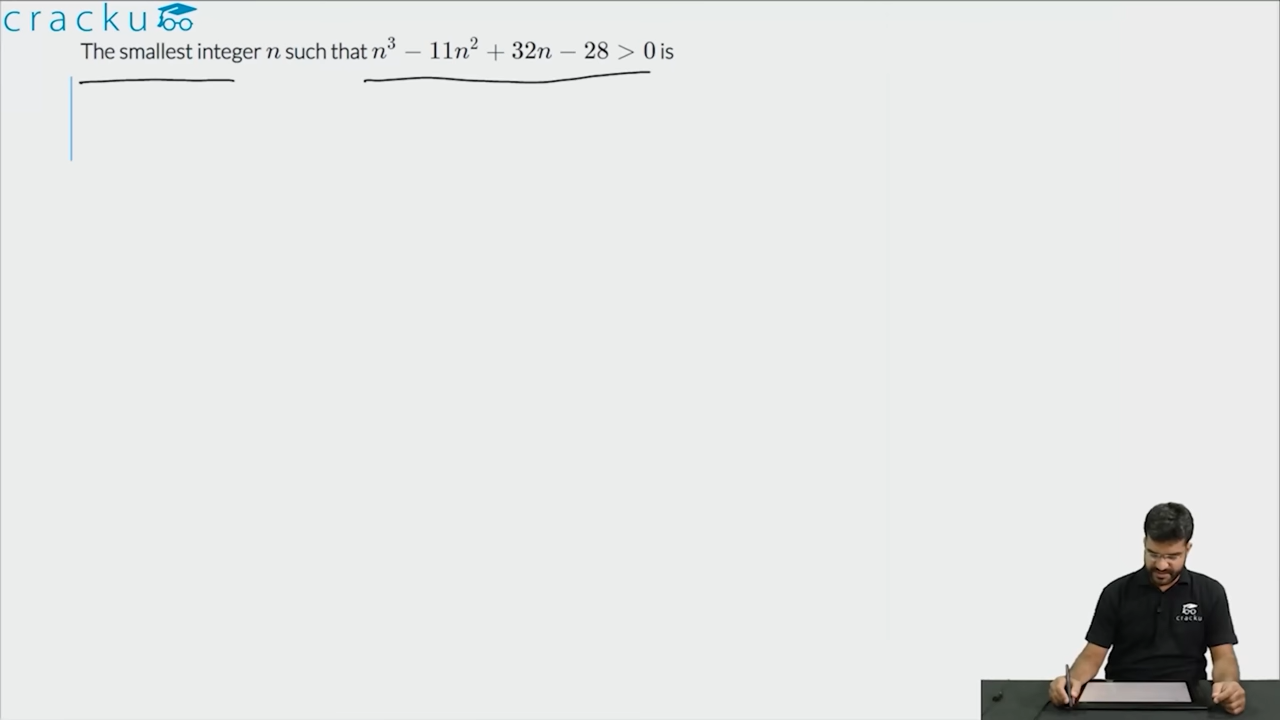 cracku
The smallest integer n such that n³ − 11n² + 32n − 28 > 0 is
cracku